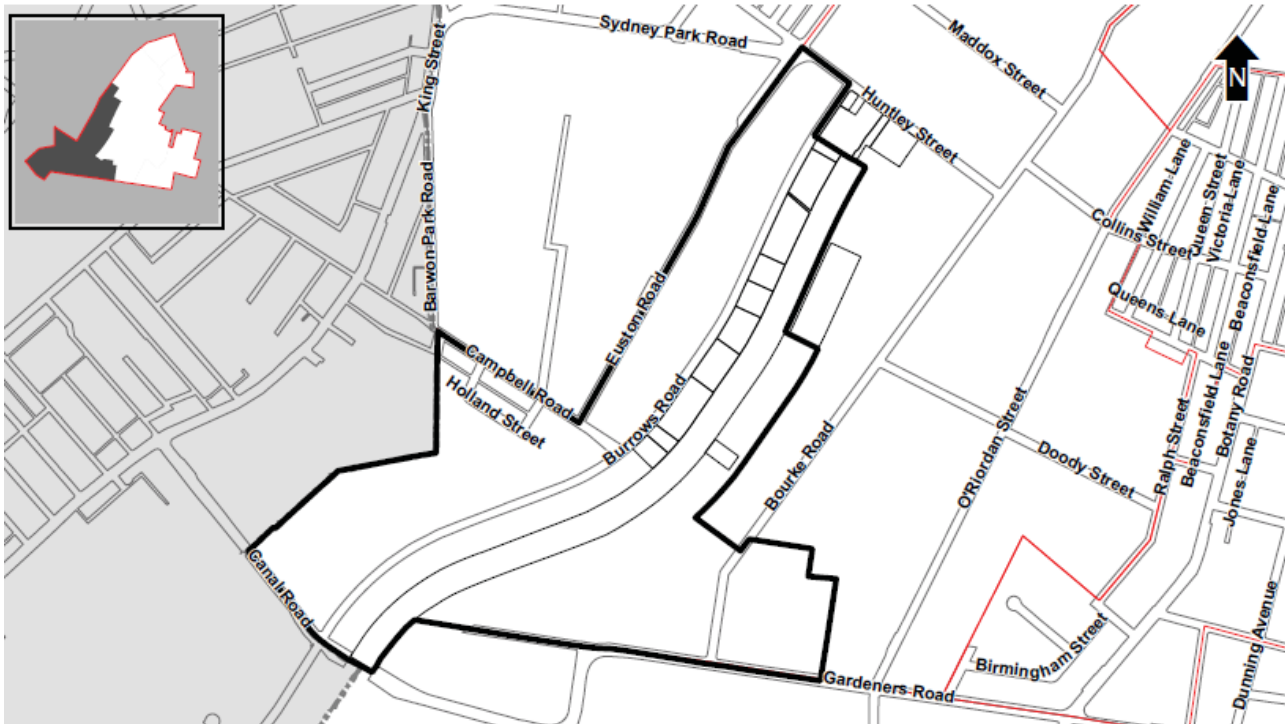 Sydney Park Road
Maddox Street
N
King Street
Huntley Street
William Lane
Queen Street
Victoria Lane
Beaconsfield Lane
Collins Street
Barwon Park Road
Euston Road
Queens Lane
Campbell Road
Holland Street
Burrows Road
Bourke Road
O'Riordan Street
Doody Street
Ralph Street
Beaconsfield Lane
Botany Road
Jones Lane
Canal Road
Birmingham Street
Gardeners Road
Dunning Avenue